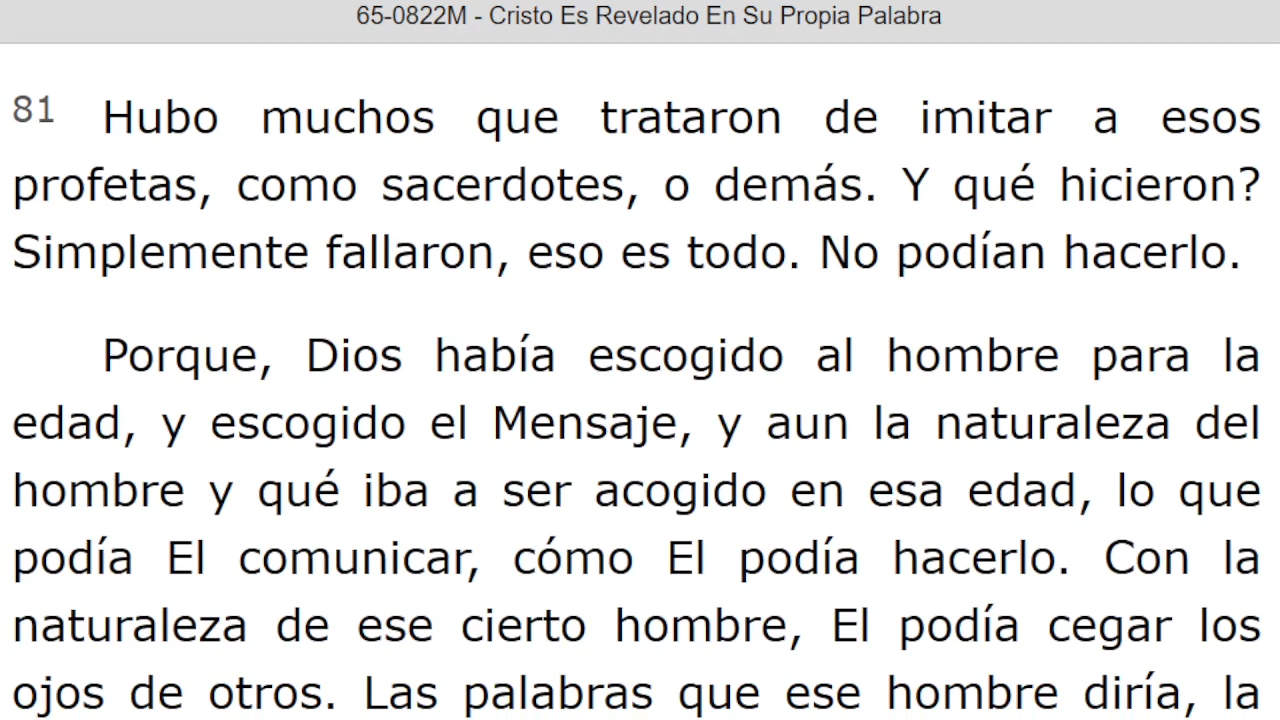 65-0822M - Cristo Es Revelado En Su Propia Palabra
81 Hubo muchos que trataron de imitar a esos
profetas, como sacerdotes, o demás. Y qué hicieron?
Simplemente fallaron, eso es todo. No podían hacerlo.
Porque, Dios había escogido al hombre para la
edad, y escogido el Mensaje, y aun la naturaleza del
hombre y qué iba a ser acogido en esa edad, lo que
podía El comunicar, cómo El podía hacerlo. Con la
naturaleza de ese cierto hombre, El podía cegar los
ojos de otros. Las palabras que ese hombre diría, la